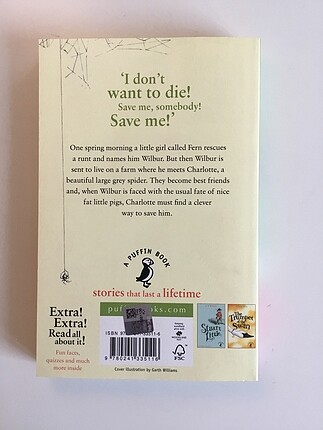 ‘I don’t
want to die!
Save me, somebody!
Save me!’
One spring morning a little girl called Fern rescues
a runt and names him Wilbur. But then Wilbur is
sent to live on a farm where he meets Charlotte, a
beautiful large grey spider. They become best friends
and, when Wilbur is faced with the usual fate of nice
fat little pigs, Charlotte must find a clever
way to save him.
A PUFFIN BOOK
stories that last a lifetime
Extra!
Extra!
Read all
about it!
Fun facts,
quizzes and much
more inside
ISBN
9 780241 335116
FSC
Stuart
Little
The
Trumpet
of the
Swan
Cover illustration by Garth Williams